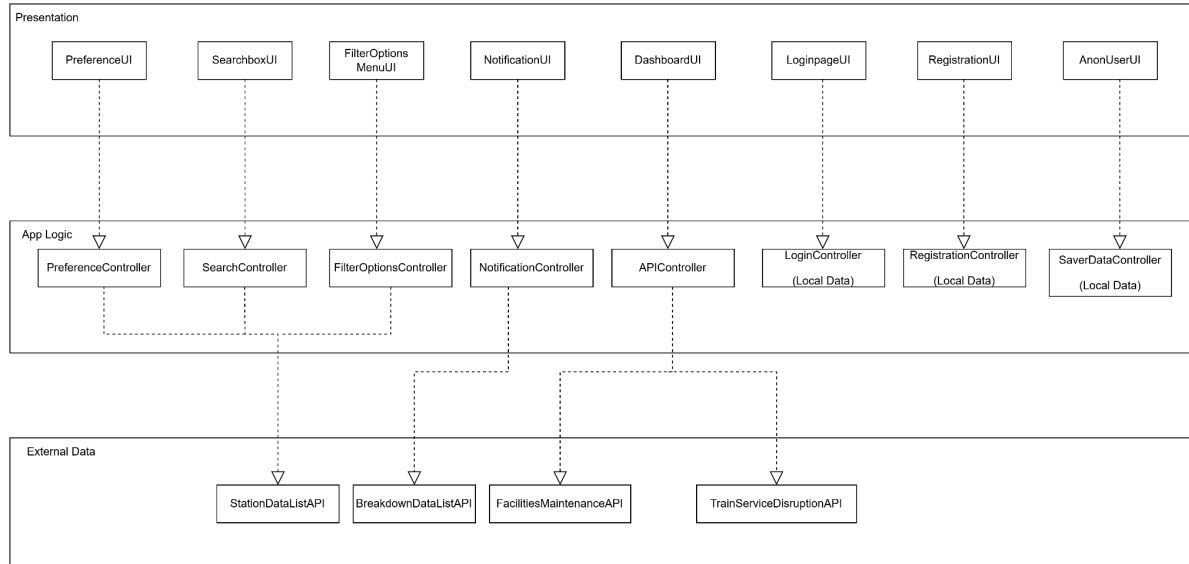 Presentation
PreferenceUI
SearchboxUI
FilterOptions
MenuUI
NotificationUI
DashboardUI
LoginpageUI
RegistrationUI
AnonUserUI
App Logic
PreferenceController
SearchController
FilterOptionsController
NotificationController
APIController
LoginController
(Local Data)
RegistrationController
(Local Data)
SaverDataController
(Local Data)
External Data
StationDataListAPI
BreakdownDataListAPI
FacilitiesMaintenanceAPI
TrainServiceDisruptionAPI